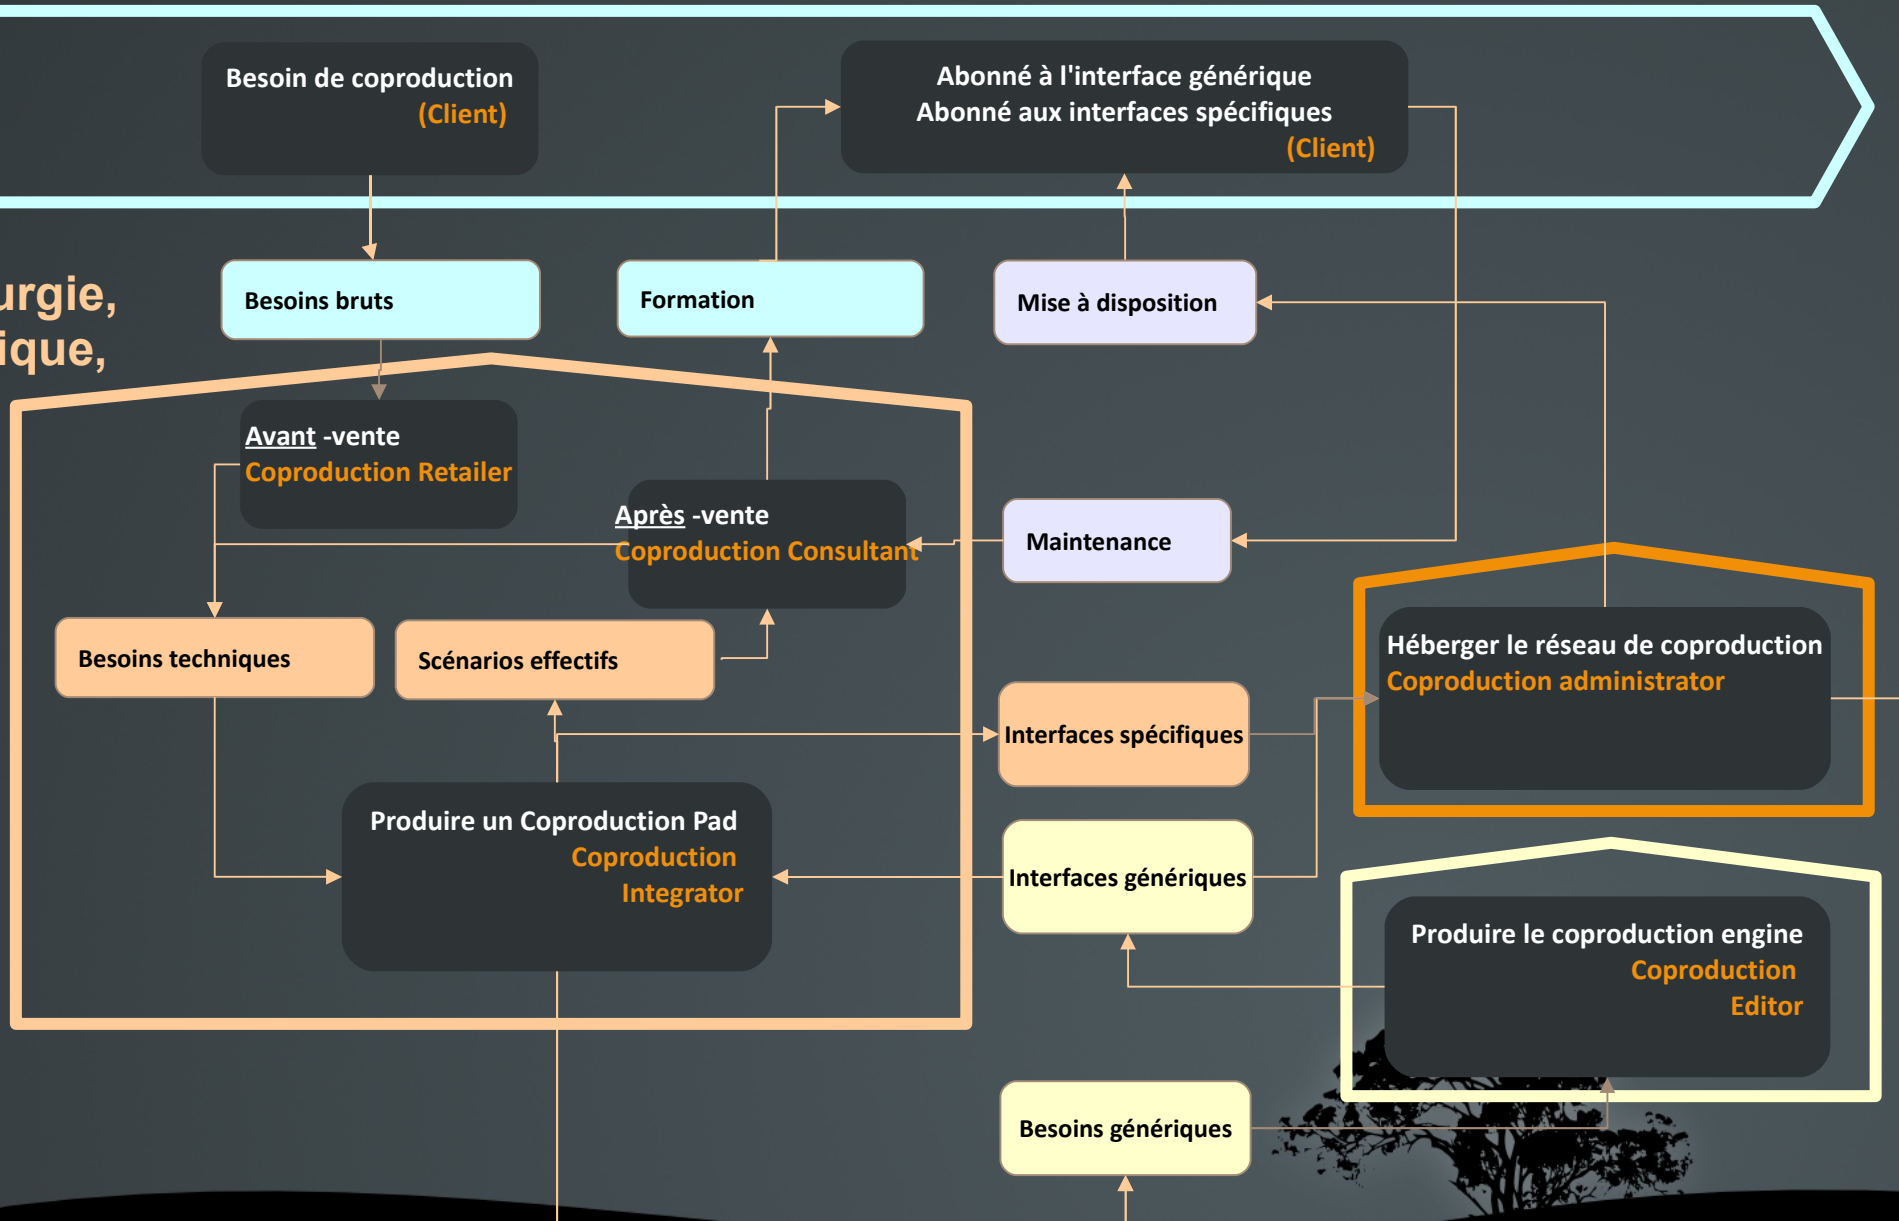 Besoin de coproduction
(Client)
Abonné à l'interface générique
Abonné aux interfaces spécifiques
(Client)
urgie,
ique,
Besoins bruts
Formation
Mise à disposition
Avant -vente
Coproduction Retailer
Après -vente
Coproduction Consultant
Maintenance
Besoins techniques
Scénarios effectifs
Héberger le réseau de coproduction
Coproduction administrator
Interfaces spécifiques
Produire un Coproduction Pad
Coproduction
Integrator
Interfaces génériques
Produire le coproduction engine
Coproduction
Editor
Besoins génériques